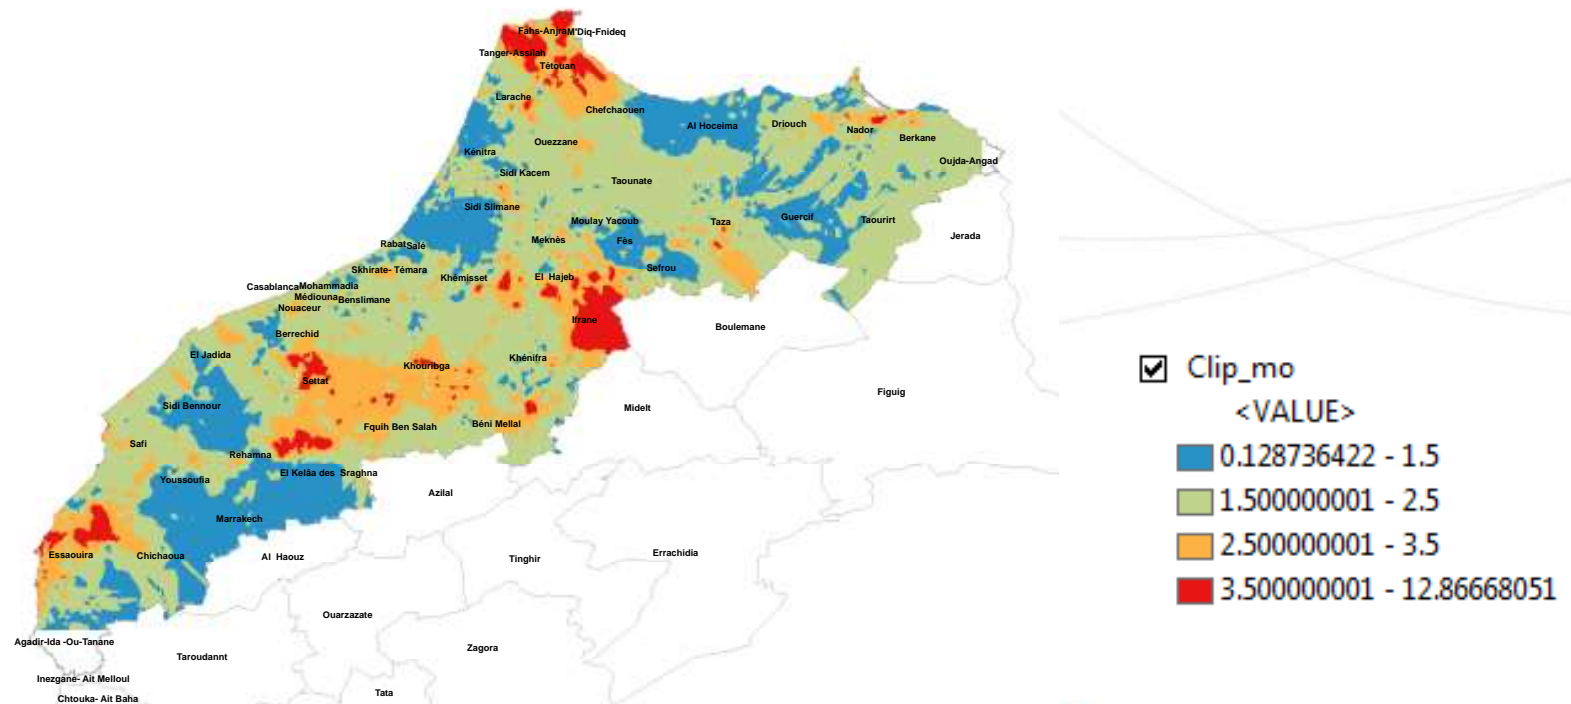 Fahs-Anjra
M'Diq-Fnideq
Tanger-Assilah
Tétouan
Larache
Chefchaouen
Al Hoceima
Driouch
Nador
Berkane
Ouezzane
Kénitra
Oujda-Angad
Sidi Kacem
Taounate
Sidi Slimane
Moulay Yacoub
Taza
Guercif
Taourirt
Jerada
Rabat
Salé
Meknès
Fès
Skhirate- Témara
Khémisset
El Hajeb
Sefrou
Casablanca
Mohammadia
Médiouna
Benslimane
Nouaceur
Ifrane
Boulemane
Berrechid
El Jadida
Khouribga
Khénifra
Settat
Figuig
Sidi Bennour
Midelt
Safi
Fquih Ben Salah
Béni Mellal
Rehamna
El Kelâa des Sraghna
Youssoufia
Azilal
Marrakech
Essaouira
Chichaoua
Al Haouz
Tinghir
Errachidia
Ouarzazate
Agadir-Ida -Ou-Tanane
Taroudannt
Zagora
Inezgane- Ait Melloul
Tata
Chtouka- Ait Baha
Clip_mo
<VALUE>
0.128736422 - 1.5
1.500000001 - 2.5
2.500000001 - 3.5
3.500000001 - 12.86668051